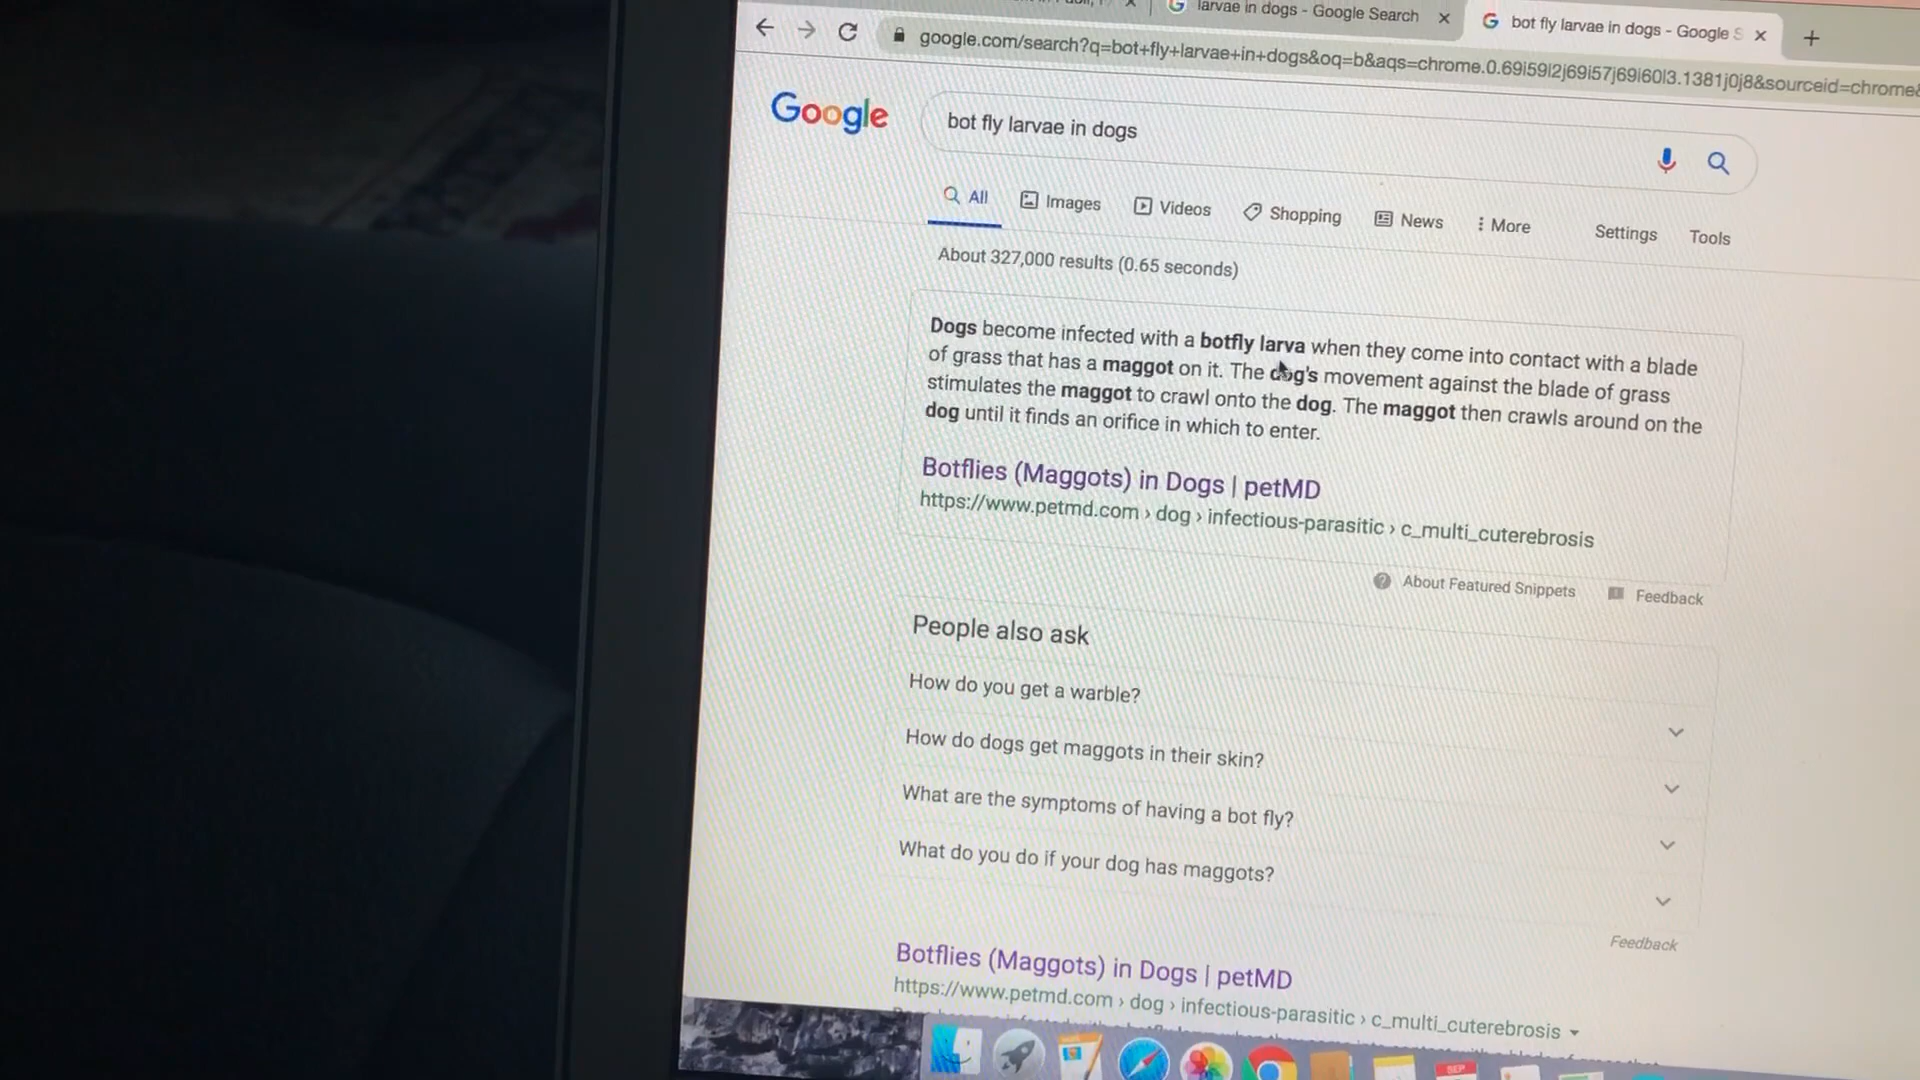 larvae in dogs - Google Search
bot fly larvae in dogs - Google S
google.com/search?q=bot+fly+larvae+in+dogs&oq=b&aqs=chrome.0.69i59l2j69i57j69i60l3.1381j0j8&sourceid=chrome&
Google
bot fly larvae in dogs
All Images Videos Shopping News More Settings Tools
About 327,000 results (0.65 seconds)
Dogs become infected with a botfly larva when they come into contact with a blade
of grass that has a maggot on it. The dog's movement against the blade of grass
stimulates the maggot to crawl onto the dog. The maggot then crawls around on the
dog until it finds an orifice in which to enter.
Botflies (Maggots) in Dogs | petMD
https://www.petmd.com › dog › infectious-parasitic › c_multi_cuterebrosis
About Featured Snippets Feedback
People also ask
How do you get a warble?
How do dogs get maggots in their skin?
What are the symptoms of having a bot fly?
What do you do if your dog has maggots?
Feedback
Botflies (Maggots) in Dogs | petMD
https://www.petmd.com › dog › infectious-parasitic › c_multi_cuterebrosis
SEP